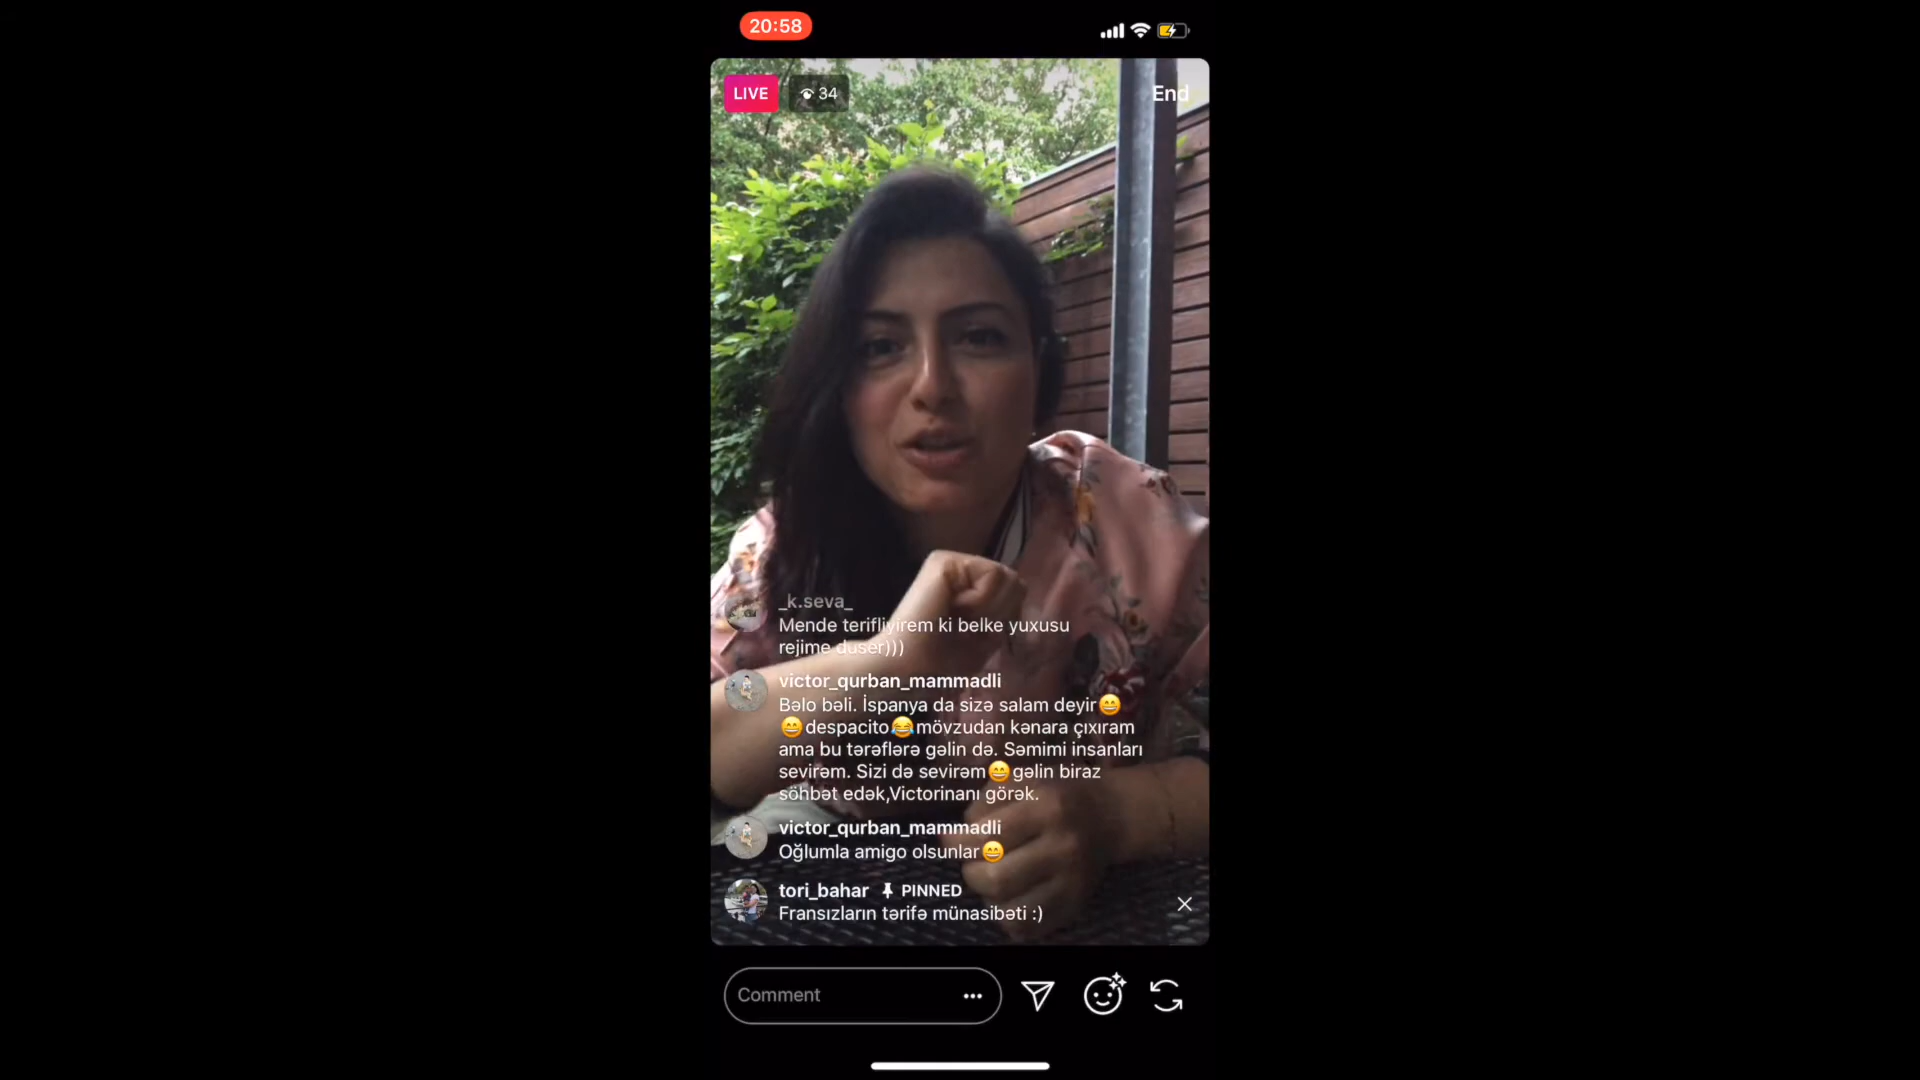 20:58
LIVE
34
End
_k.seva_
Mende terifliyirem ki belke yuxusu
rejime duser)))
victor_qurban_mammadli
Bəlo bəli. İspanya da sizə salam deyir😄
😄despacito😂mövzudan kənara çıxıram
ama bu tərəflərə gəlin də. Səmimi insanları
sevirəm. Sizi də sevirəm😄gəlin biraz
söhbət edək,Victorinanı görək.
victor_qurban_mammadli
Oğlumla amigo olsunlar😄
tori_bahar PINNED
Fransızların tərifə münasibəti :)
Comment